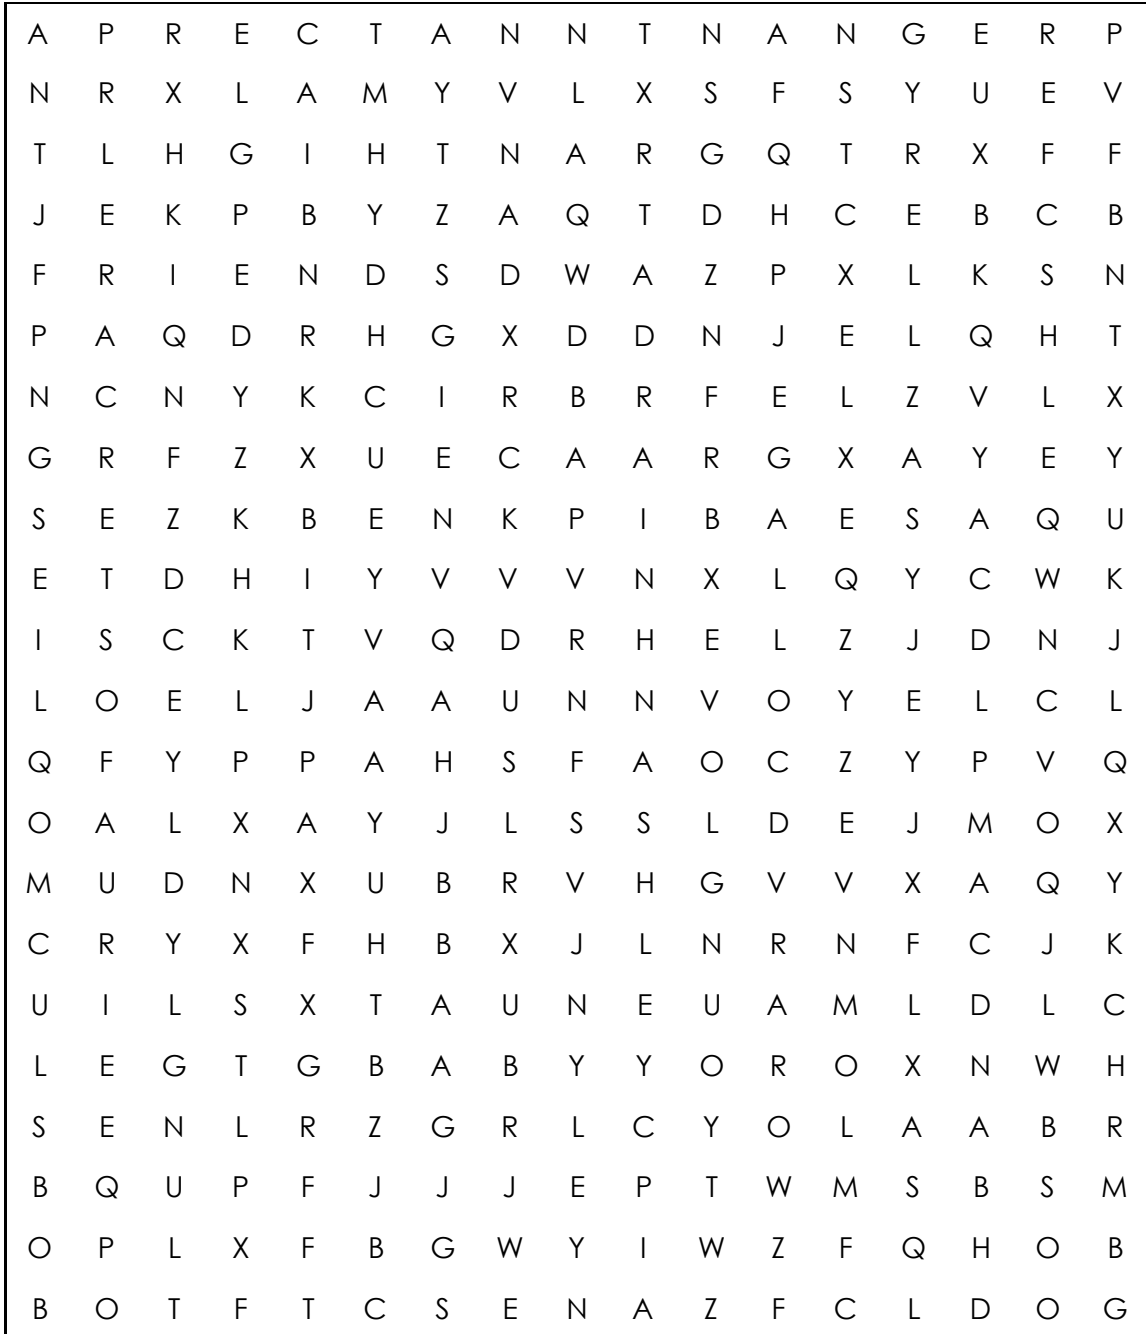 A P R E C T A N N T N A N G E R P
N R X L A M Y V L X S F S Y U E V
T L H G I H T N A R G Q T R X F F
J E K P B Y Z A Q T D H C E B C B
F R I E N D S D W A Z P X L K S N
P A Q D R H G X D D N J E L Q H T
N C N Y K C I R B R F E L Z V L X
G R F Z X U E C A A R G X A Y E Y
S E Z K B E N K P I B A E S A Q U
E T D H I Y V V V N X L Q Y C W K
I S C K T V Q D R H E L Z J D N J
L O E L J A A U N N V O Y E L C L
Q F Y P P A H S F A O C Z Y P V Q
O A L X A Y J L S S L D E J M O X
M U D N X U B R V H G V V X A Q Y
C R Y X F H B X J L N R N F C J K
U I L S X T A U N E U A M L D L C
L E G T G B A B Y Y O R O X N W H
S E N L R Z G R L C Y O L A A B R
B Q U P F J J J E P T W M S B S M
O P L X F B G W Y I W Z F Q H O B
B O T F T C S E N A Z F C L D O G